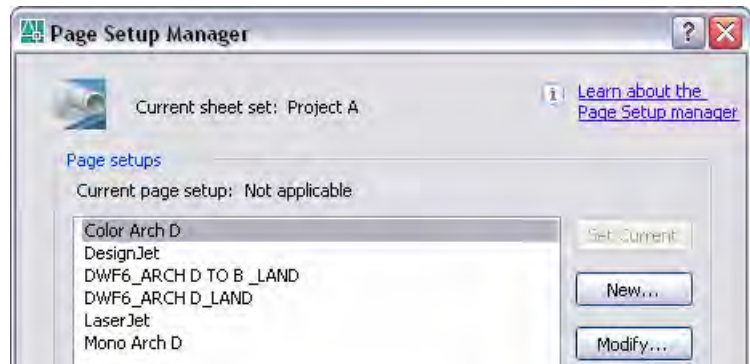 Page Setup Manager
Current sheet set: Project A
Learn about the
Page Setup manager
Page setups
Current page setup: Not applicable
Color Arch D
DesignJet
DWF6_ARCH D TO B _LAND
DWF6_ARCH D_LAND
LaserJet
Mono Arch D
Set Current
New...
Modify...